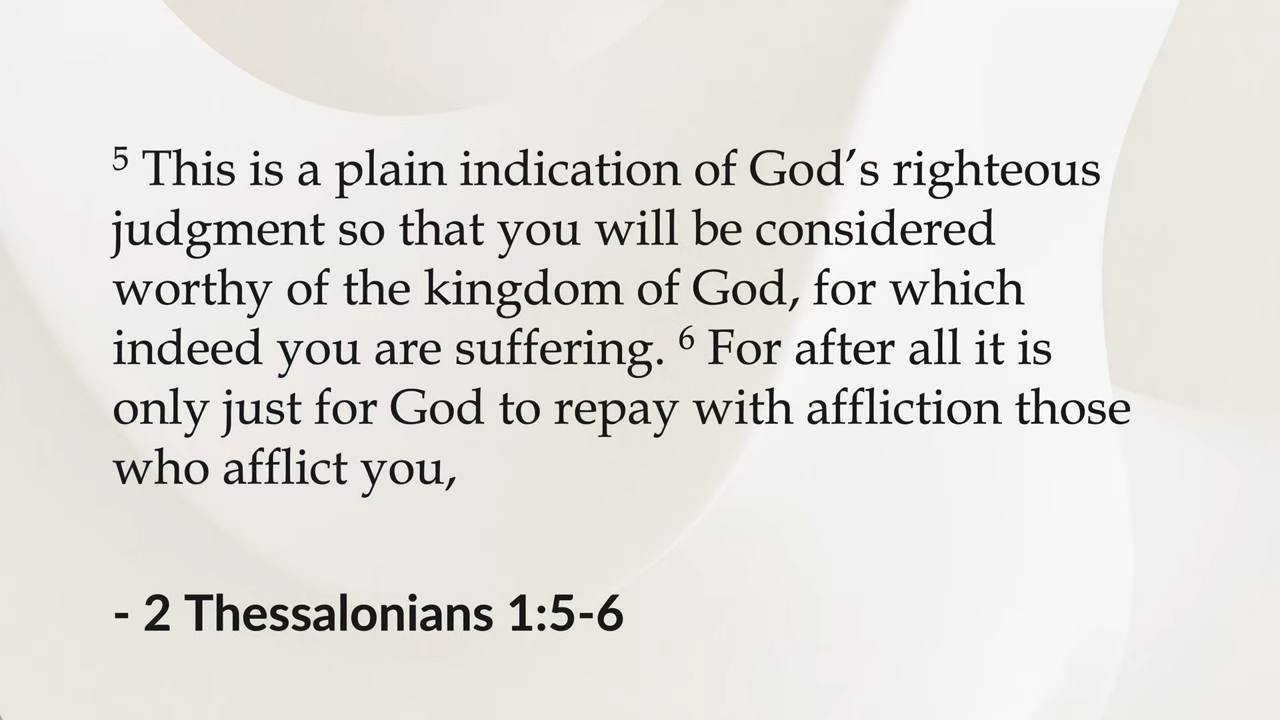 ⁵ This is a plain indication of God’s righteous
judgment so that you will be considered
worthy of the kingdom of God, for which
indeed you are suffering. ⁶ For after all it is
only just for God to repay with affliction those
who afflict you,
- 2 Thessalonians 1:5-6